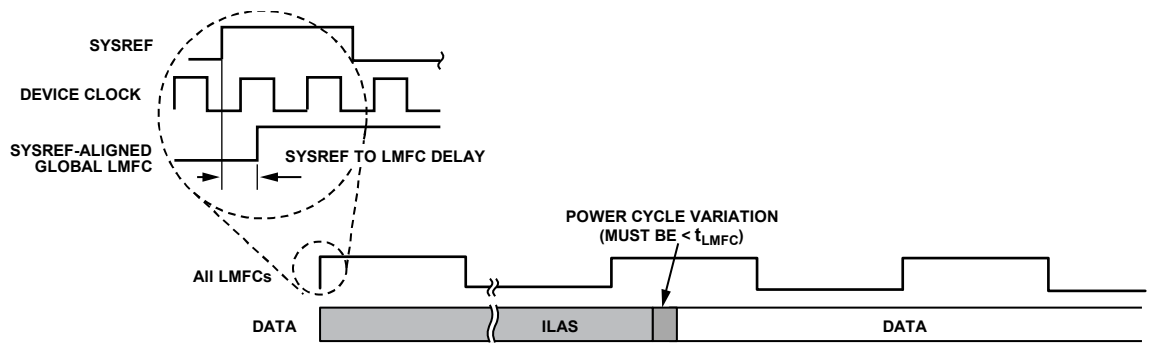 SYSREF
DEVICE CLOCK
SYSREF-ALIGNED
GLOBAL LMFC
SYSREF TO LMFC DELAY
POWER CYCLE VARIATION
(MUST BE < tLMFC)
All LMFCs
DATA
ILAS
DATA